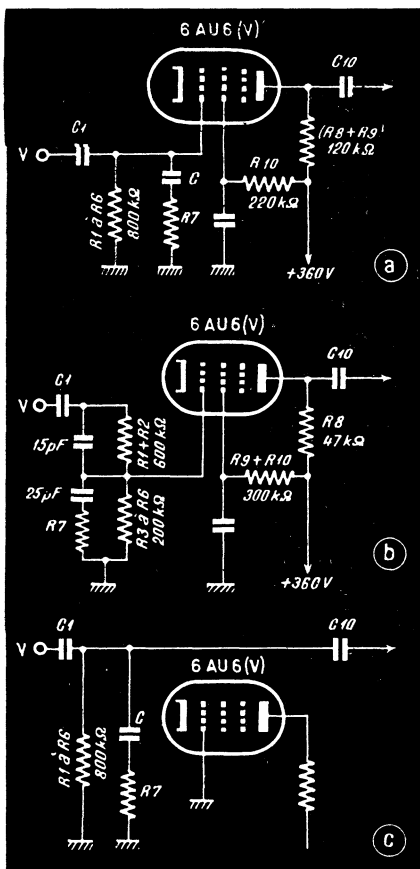 6AU6(V)
C10
C1
V
(R8+R9)
120kΩ
R10
220kΩ
R1 à R6
800kΩ
C
R7
+360V
a
6AU6(V)
C10
C1
V
15pF
R1+R2
600kΩ
R8
47kΩ
R9+R10
300kΩ
25µF
R7
R3 à R6
200kΩ
+360V
b
C1
C10
V
6AU6(V)
R1 à R6
800kΩ
C
R7
C